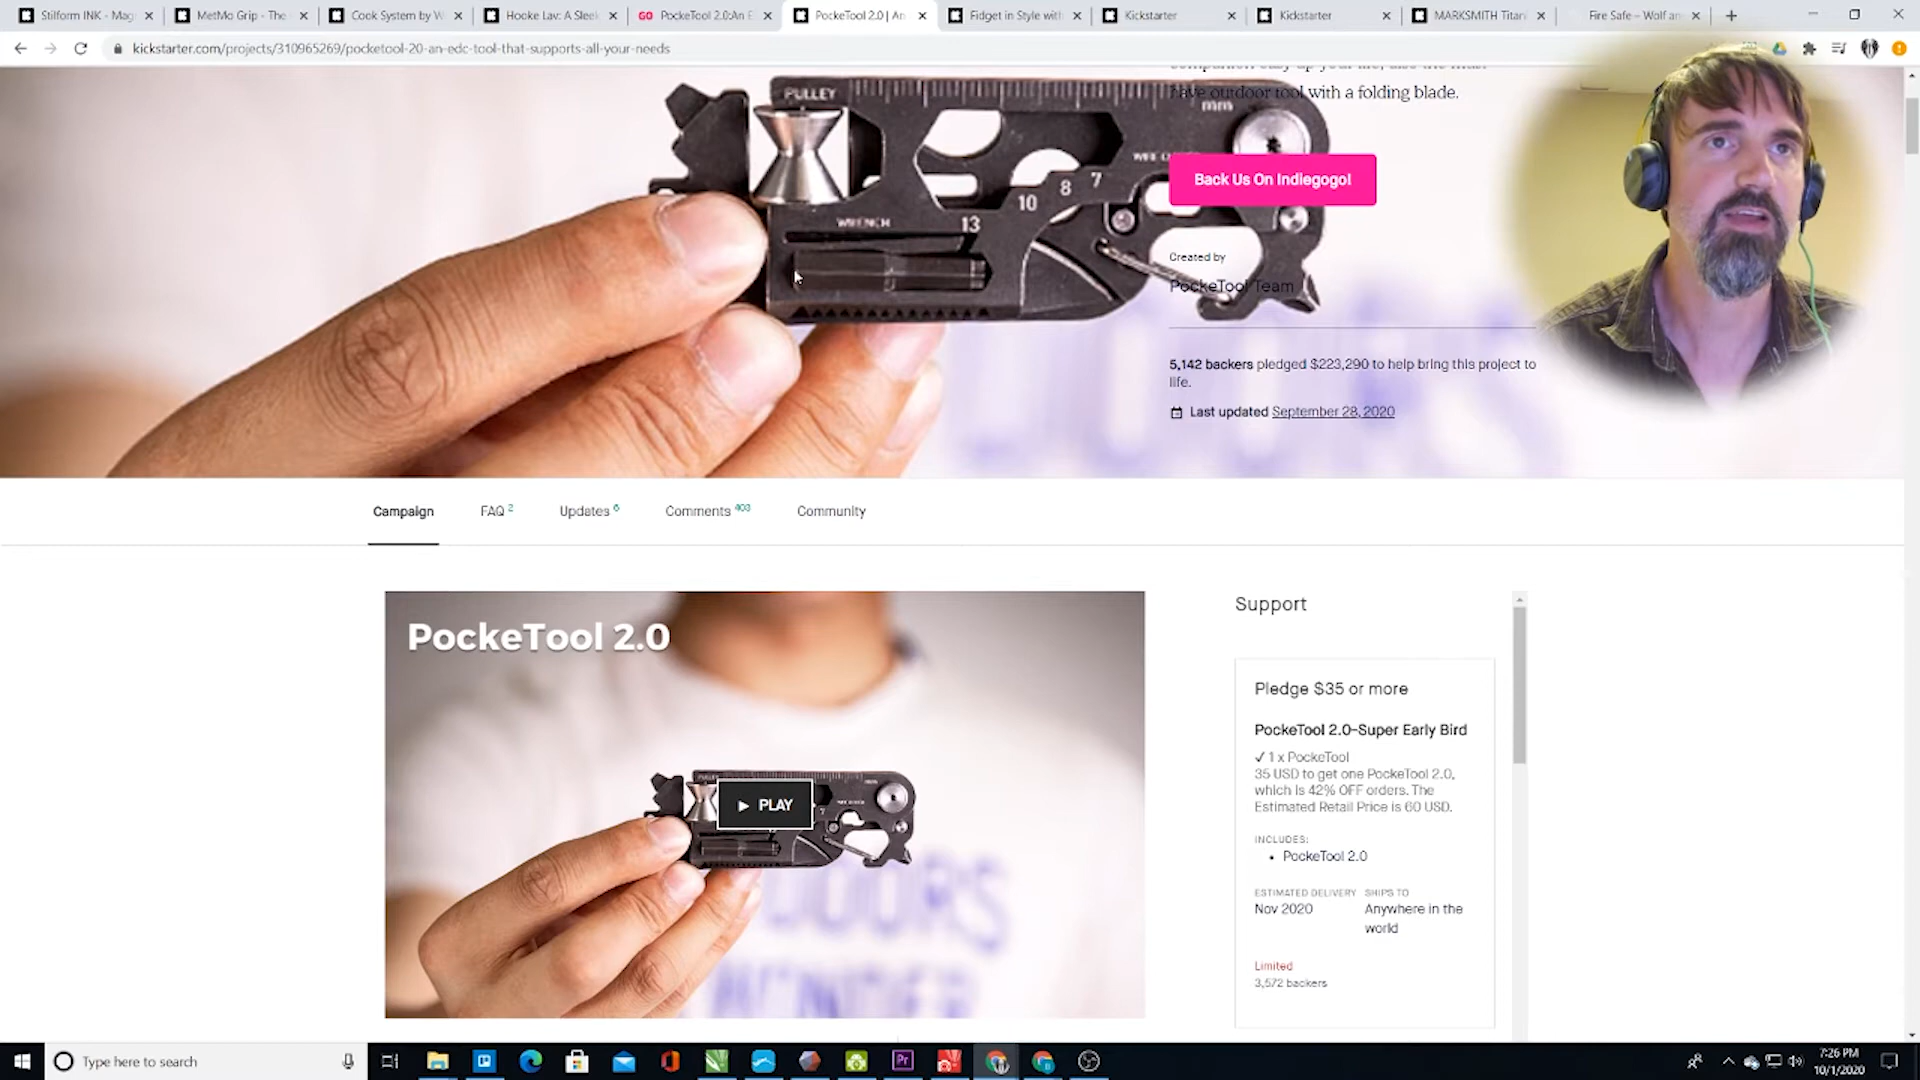 Stilform INK - Mag
MetMo Grip - The
Cook System by W
Hooke Lav: A Sleek
GO PockeTool 2.0:An E
PockeTool 2.0 | An
Fidget in Style with
Kickstarter
Kickstarter
MARKSMITH Titan
Fire Safe – Wolf an
kickstarter.com/projects/310965269/pocketool-20-an-edc-tool-that-supports-all-your-needs
have outdoor tool with a folding blade.
PULLEY
mm
8 7
10
WRENCH 13
Back Us On Indiegogo!
Created by
PockeTool Team
5,142 backers pledged $223,290 to help bring this project to
life.
Last updated September 28, 2020
Campaign
FAQ 2
Updates 6
Comments 403
Community
PockeTool 2.0
PLAY
Support
Pledge $35 or more
PockeTool 2.0-Super Early Bird
✓ 1 x PockeTool
35 USD to get one PockeTool 2.0,
which is 42% OFF orders. The
Estimated Retail Price is 60 USD.
INCLUDES:
• PockeTool 2.0
ESTIMATED DELIVERY SHIPS TO
Nov 2020 Anywhere in the
world
Limited
3,572 backers
Type here to search
Pr
7:26 PM
10/1/2020